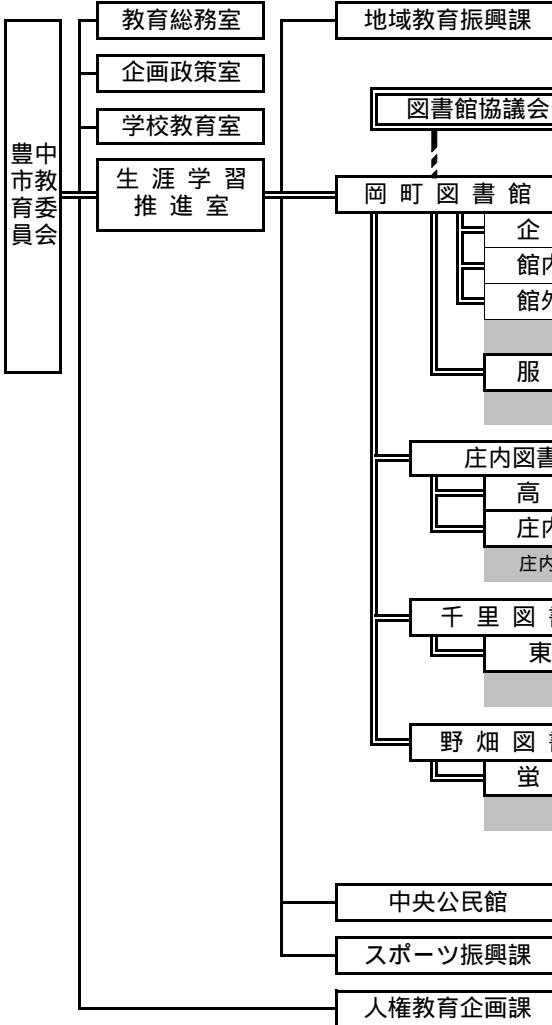 教育総務室
地域教育振興課
企画政策室
図書館協議会
学校教育室
豊中
市教
育委
員会
生涯学習
推進室
岡町図書館
企
館内
館外
服
庄内図書
高
庄内
庄内
千里図書
東
野畑図書
蛍
中央公民館
スポーツ振興課
人権教育企画課